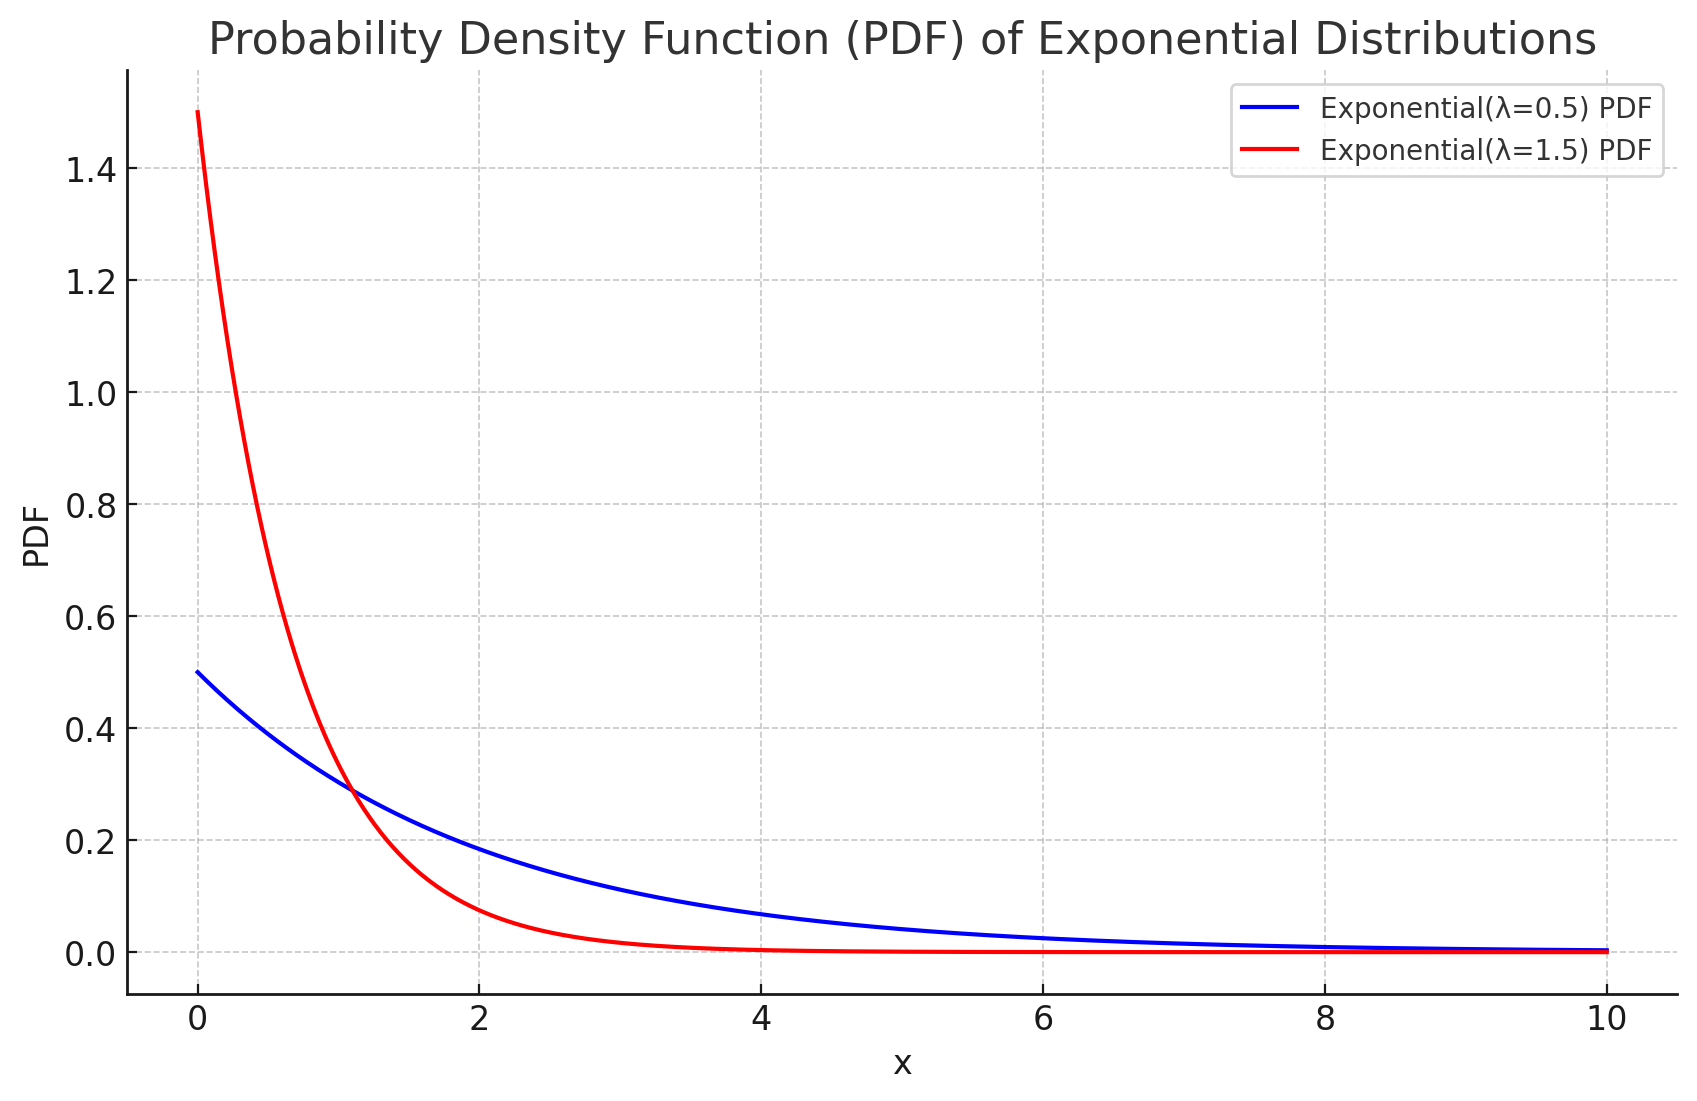 Probability Density Function (PDF) of Exponential Distributions
Exponential(λ=0.5) PDF
Exponential(λ=1.5) PDF
PDF
1.4
1.2
1.0
0.8
0.6
0.4
0.2
0.0
0 2 4 6 8 10
x